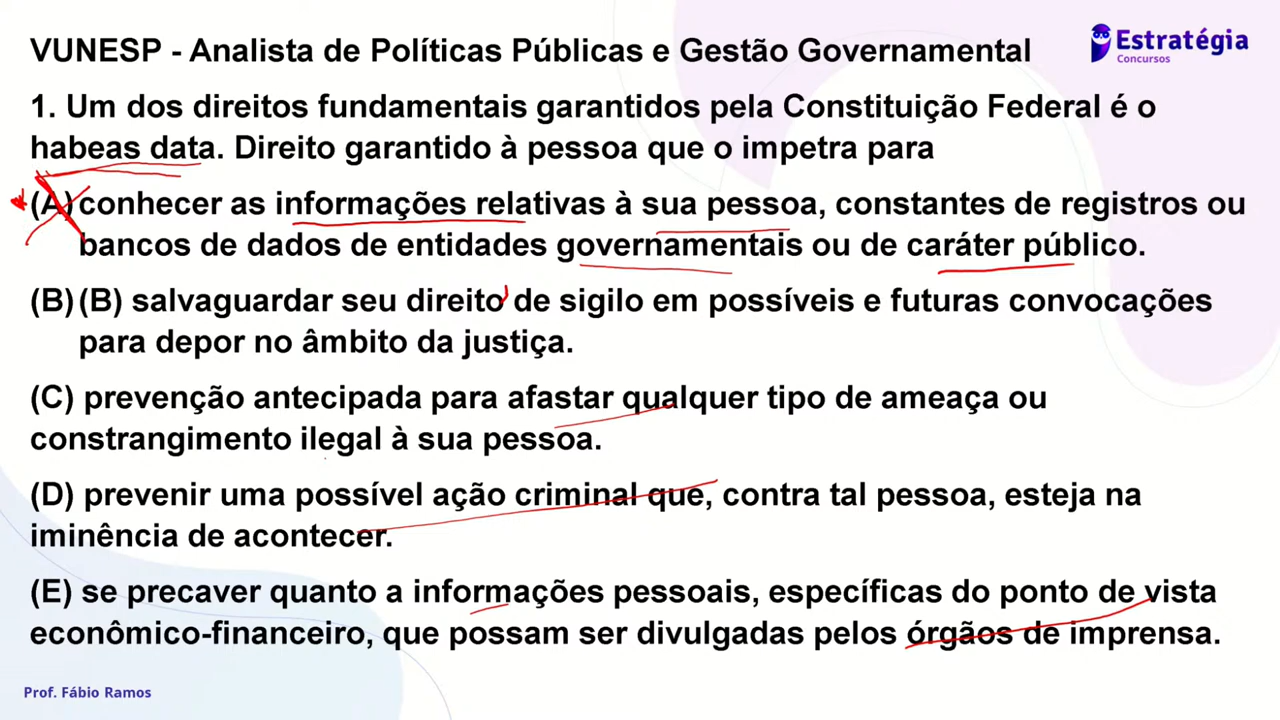 VUNESP - Analista de Políticas Públicas e Gestão Governamental
Estratégia
Concursos
1. Um dos direitos fundamentais garantidos pela Constituição Federal é o
habeas data. Direito garantido à pessoa que o impetra para
(A) conhecer as informações relativas à sua pessoa, constantes de registros ou
bancos de dados de entidades governamentais ou de caráter público.
(B) (B) salvaguardar seu direito de sigilo em possíveis e futuras convocações
para depor no âmbito da justiça.
(C) prevenção antecipada para afastar qualquer tipo de ameaça ou
constrangimento ilegal à sua pessoa.
(D) prevenir uma possível ação criminal que, contra tal pessoa, esteja na
iminência de acontecer.
(E) se precaver quanto a informações pessoais, específicas do ponto de vista
econômico-financeiro, que possam ser divulgadas pelos órgãos de imprensa.
Prof. Fábio Ramos